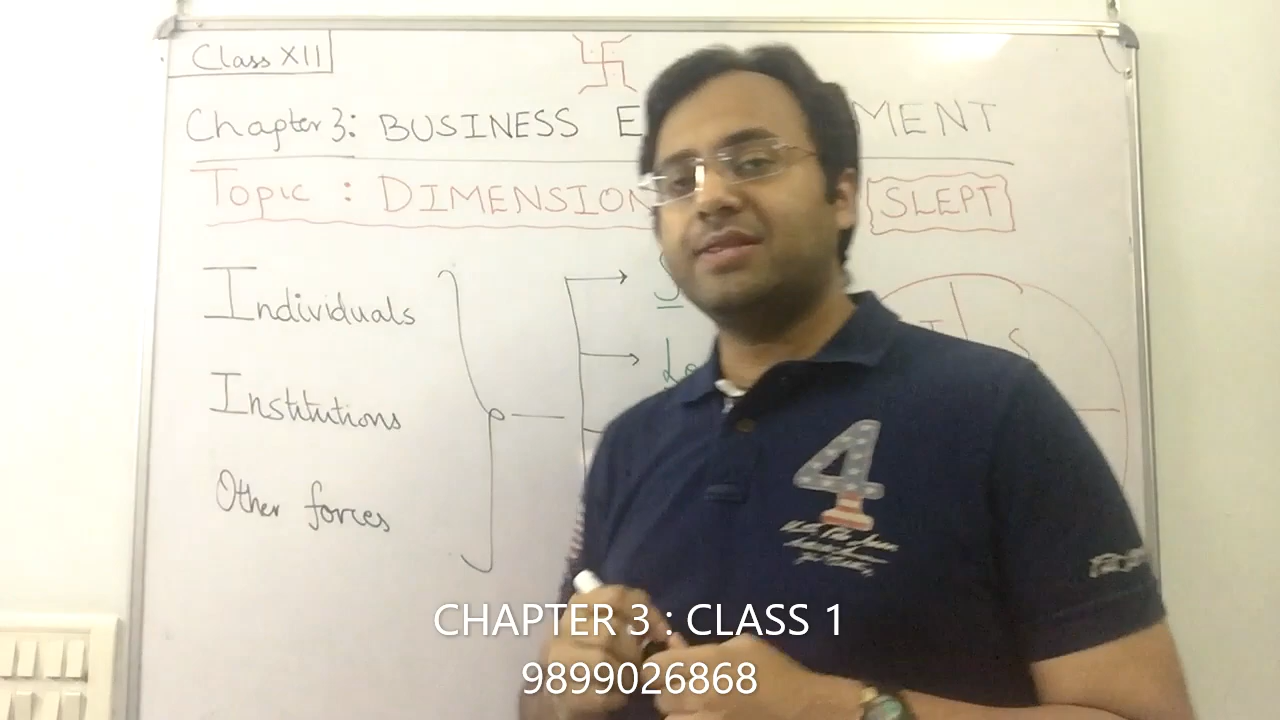 Class XII
Chapter 3: BUSINESS E MENT
Topic : DIMENSION SLEPT
Individuals
Institutions
Other forces
S
Le
T S
4
CHAPTER 3 : CLASS 1
9899026868